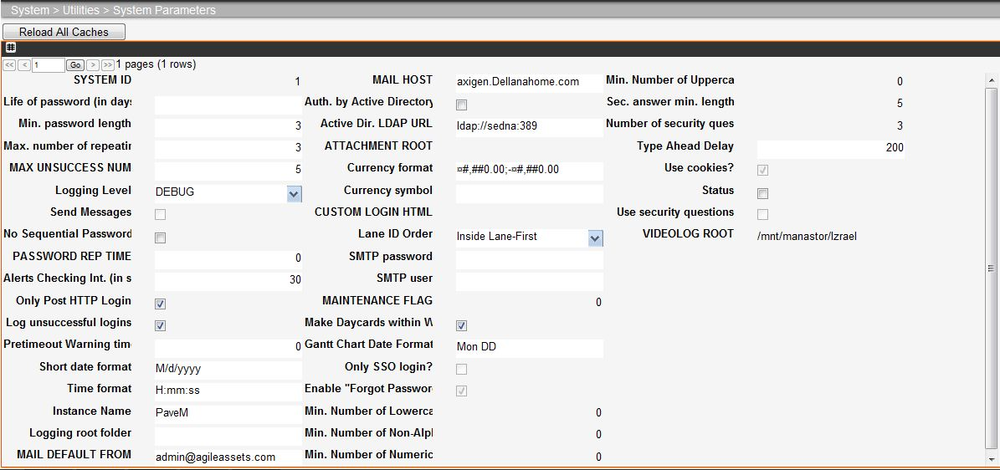 System > Utilities > System Parameters
Reload All Caches
<< < 1 Go > >> 1 pages (1 rows)
SYSTEM ID 1
Life of password (in days
Min. password length 3
Max. number of repeatin 3
MAX UNSUCCESS NUM 5
Logging Level DEBUG
Send Messages
No Sequential Password
PASSWORD REP TIME 0
Alerts Checking Int. (in s 30
Only Post HTTP Login
Log unsuccessful logins
Pretimeout Warning tim 0
Short date format M/d/yyyy
Time format H:mm:ss
Instance Name PaveM
Logging root folder
MAIL DEFAULT FROM admin@agileassets.com
MAIL HOST axigen.Dellanahome.com
Auth. by Active Directory
Active Dir. LDAP URL ldap://sedna:389
ATTACHMENT ROOT
Currency format ¤#,##0.00;-¤#,##0.00
Currency symbol
CUSTOM LOGIN HTML
Lane ID Order Inside Lane-First
SMTP password
SMTP user
MAINTENANCE FLAG 0
Make Daycards within W
Gantt Chart Date Format Mon DD
Only SSO login?
Enable "Forgot Passwor
Min. Number of Lowerca 0
Min. Number of Non-Alpl 0
Min. Number of Numeric 0
Min. Number of Upperca 0
Sec. answer min. length 5
Number of security ques 3
Type Ahead Delay 200
Use cookies?
Status
Use security questions
VIDEOLOG ROOT /mnt/manastor/Izrael